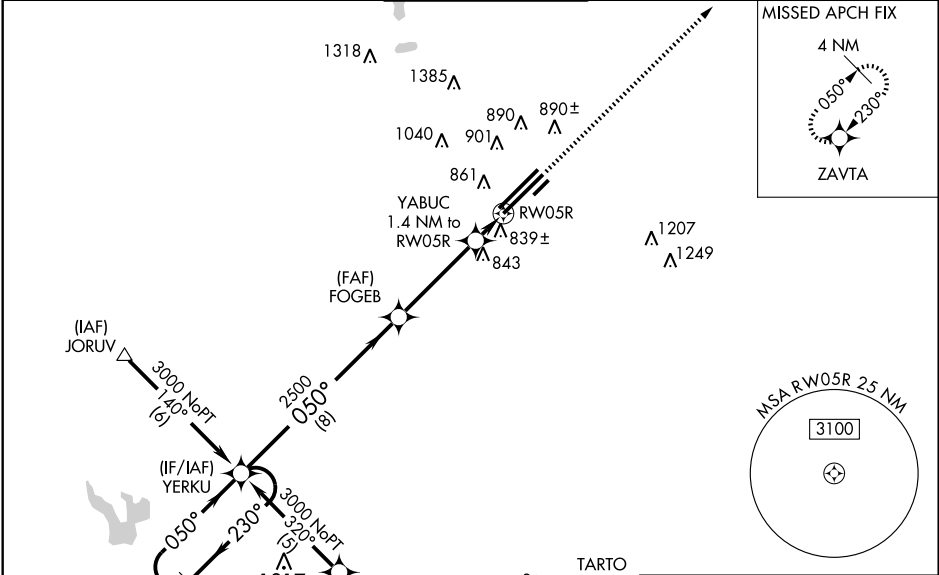 MISSED APCH FIX
4 NM
050°
230°
ZAVTA
1318
1385
890
890±
1040
901
861
YABUC
1.4 NM to
RW05R
RW05R
839±
843
1207
1249
(FAF)
FOGEB
(IAF)
JORUV
3000 NoPT
140°
(6)
2500
050°
(8)
MSA RW05R 25 NM
3100
(IF/IAF)
YERKU
050°
230°
3000 NoPT
320°
(5)
TARTO